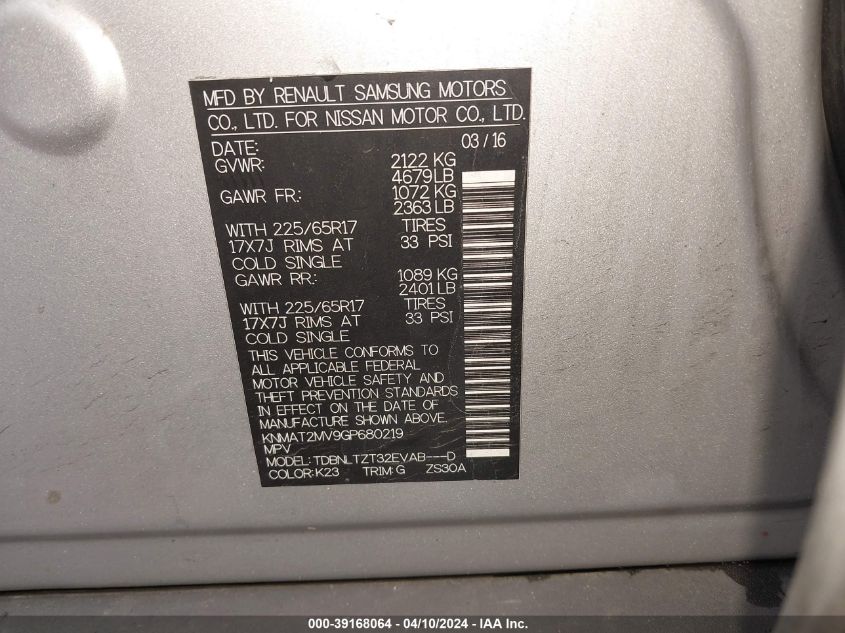 MFD BY RENAULT SAMSUNG MOTORS
CO., LTD. FOR NISSAN MOTOR CO., LTD.
DATE: 03 / 16
GVWR: 2122 KG
4679 LB
GAWR FR.: 1072 KG
2363 LB
WITH 225/65R17 TIRES
17X7J RIMS AT 33 PSI
COLD SINGLE
GAWR RR.: 1089 KG
2401 LB
WITH 225/65R17 TIRES
17X7J RIMS AT 33 PSI
COLD SINGLE
THIS VEHICLE CONFORMS TO
ALL APPLICABLE FEDERAL
MOTOR VEHICLE SAFETY AND
THEFT PREVENTION STANDARDS
IN EFFECT ON THE DATE OF
MANUFACTURE SHOWN ABOVE.
KNMAT2MV9GP680219
MPV
MODEL: TDBNLTZT32EVAB---D
COLOR: K23 TRIM: G ZS30A
000-39168064 - 04/10/2024 - IAA Inc.